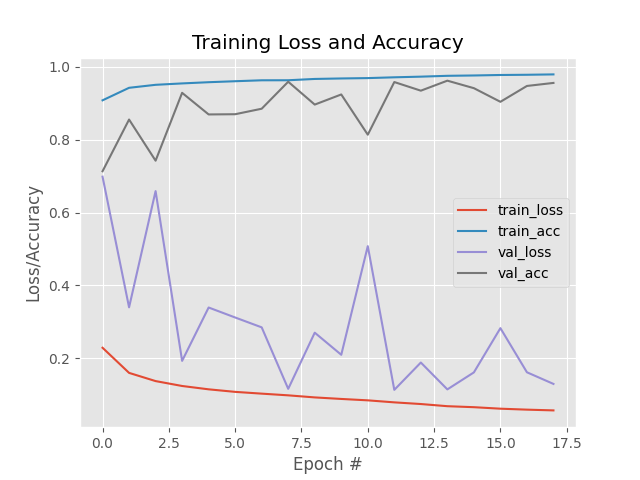 Training Loss and Accuracy
1.0
0.8
0.6
0.4
0.2
Loss/Accuracy
train_loss
train_acc
val_loss
val_acc
0.0 2.5 5.0 7.5 10.0 12.5 15.0 17.5
Epoch #